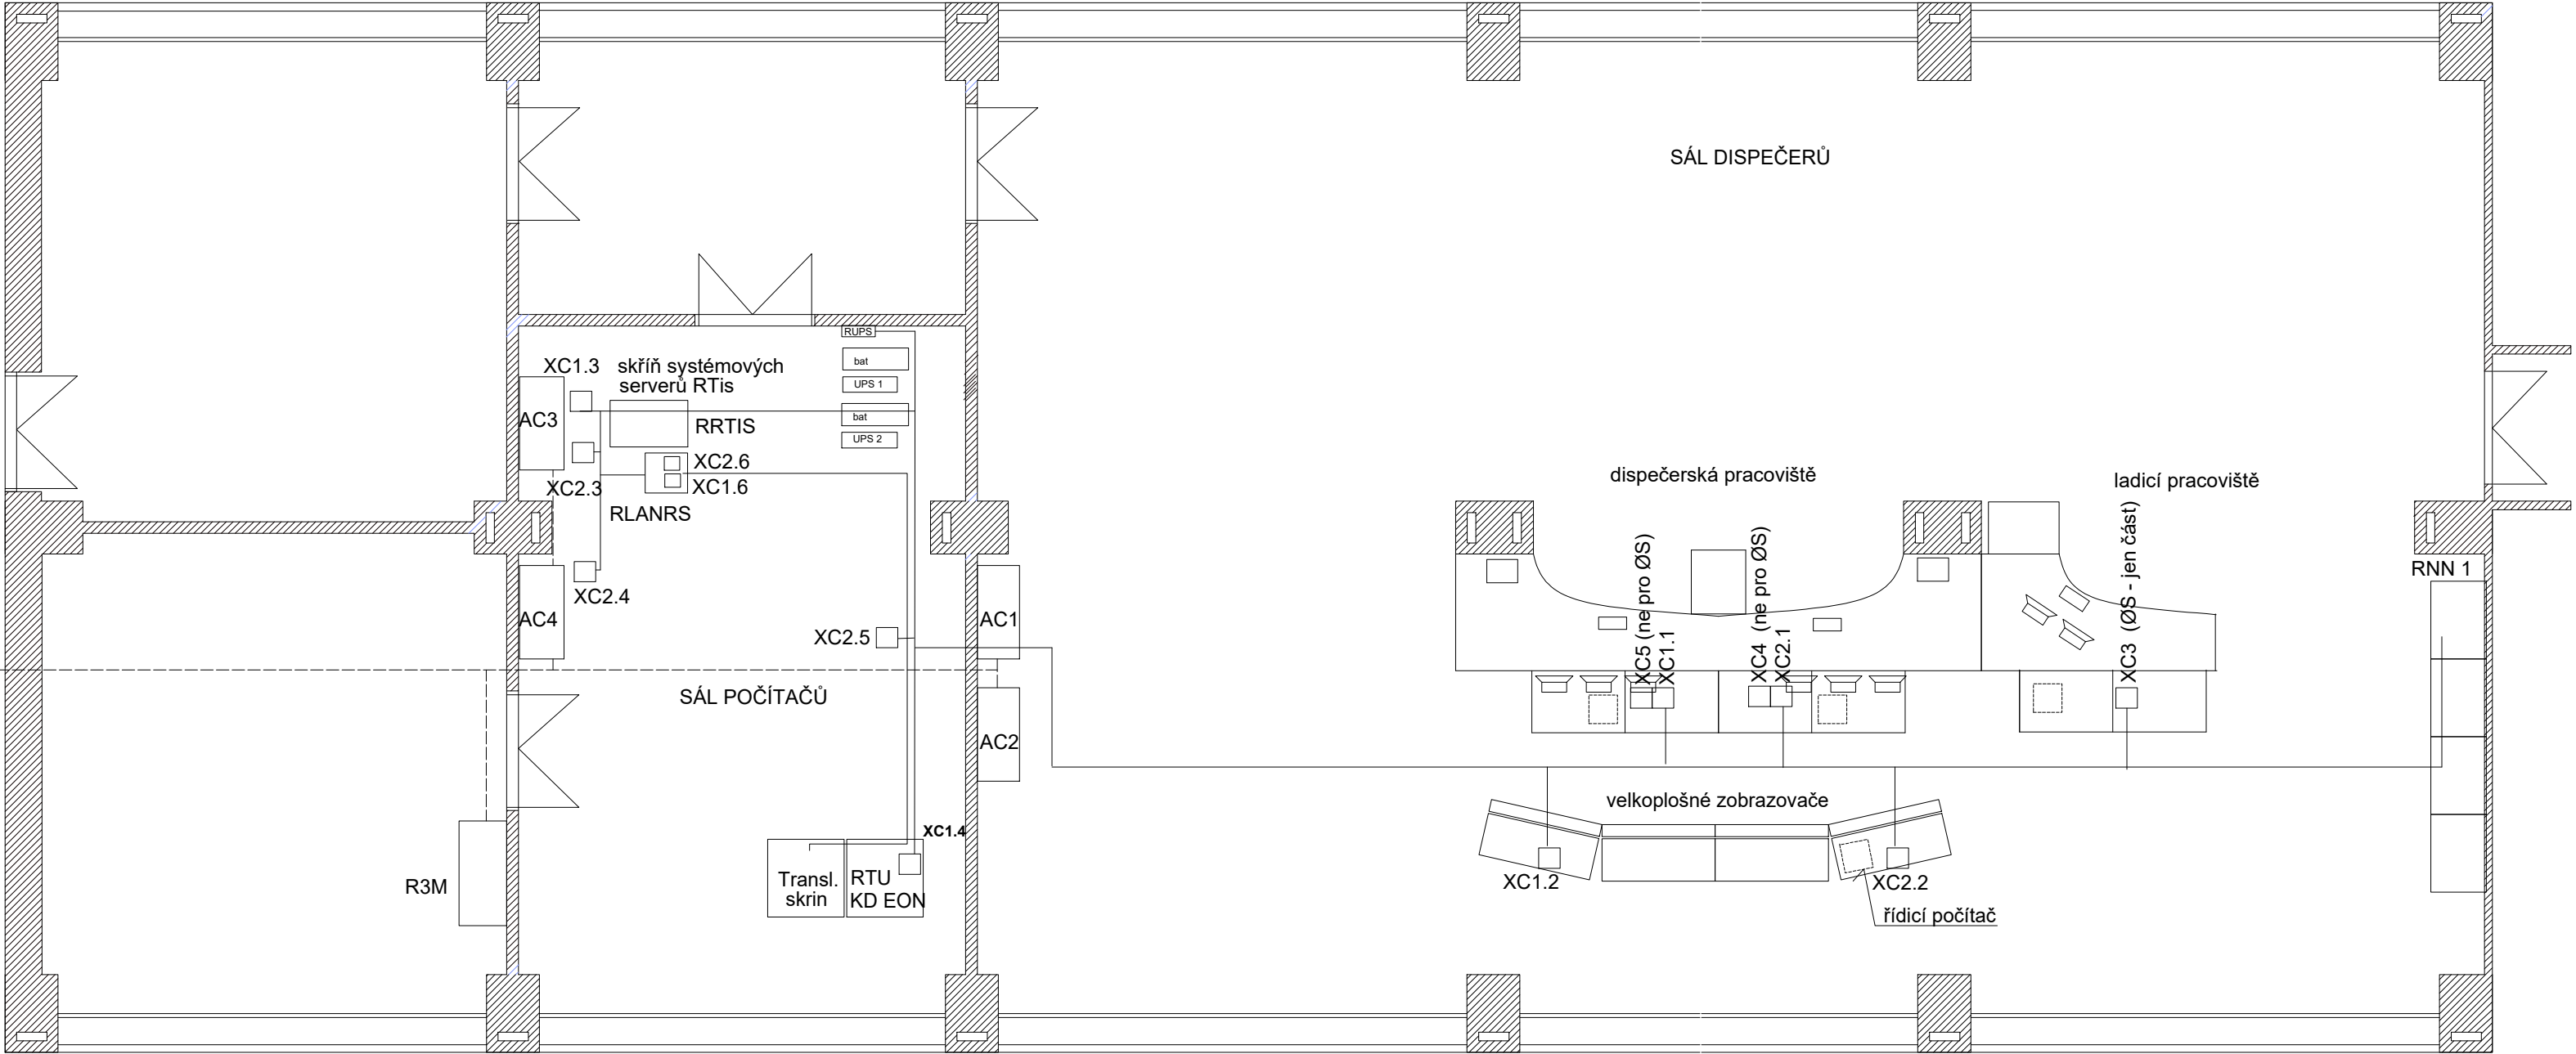 SÁL DISPEČERŮ
RUPS
bat
UPS 1
bat
UPS 2
XC1.3
skříň systémových
serverů RTis
AC3
RRTIS
XC2.6
XC1.6
XC2.3
RLANRS
XC2.4
AC4
XC2.5
AC1
AC2
SÁL POČÍTAČŮ
R3M
XC1.4
Transl.
skrin
RTU
KD EON
dispečerská pracoviště
ladicí pracoviště
XC5 (ne pro ØS)
XC1.1
XC4 (ne pro ØS)
XC2.1
XC3 (ØS - jen část)
RNN 1
velkoplošné zobrazovače
XC1.2
XC2.2
řídicí počítač